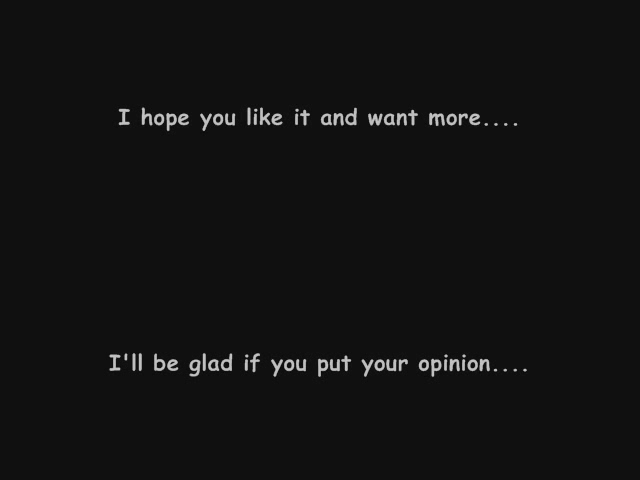 I hope you like it and want more....
I'll be glad if you put your opinion....